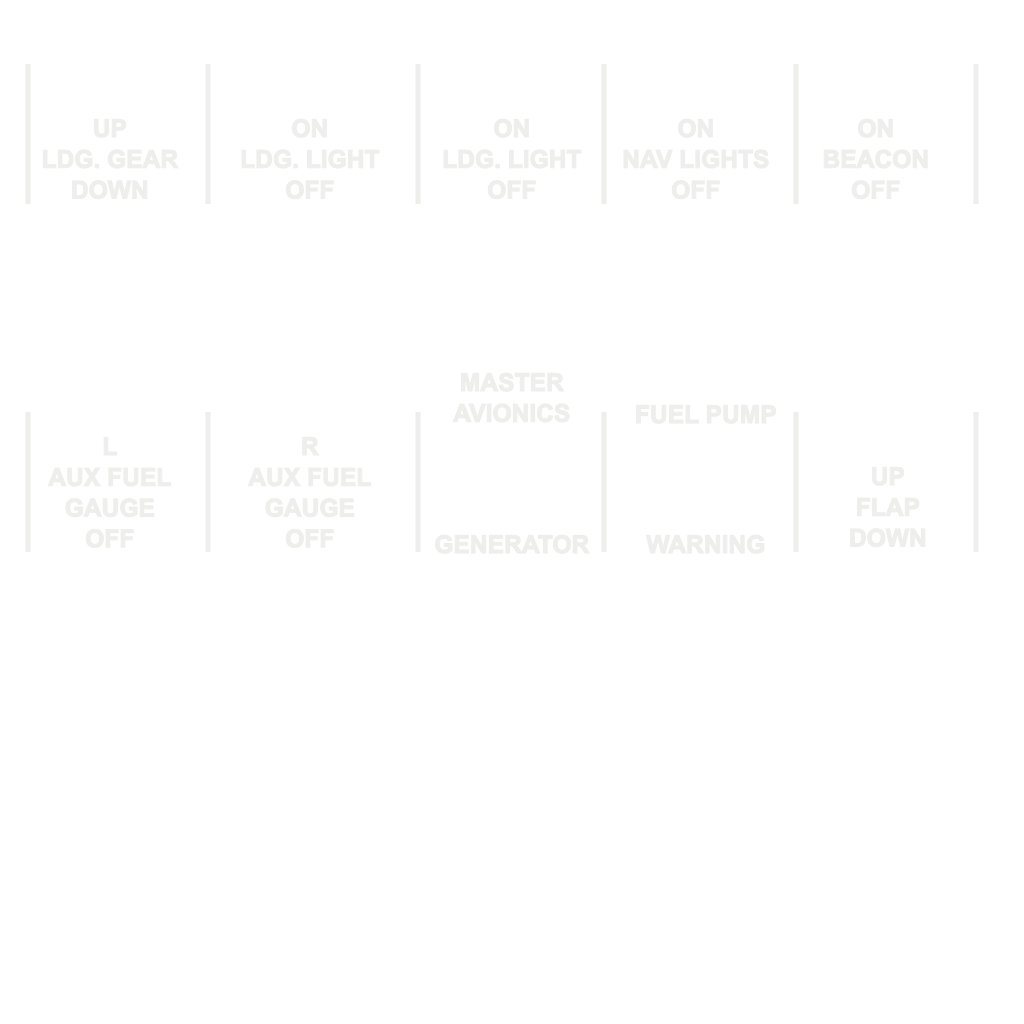 UP
LDG. GEAR
DOWN
ON
LDG. LIGHT
OFF
ON
LDG. LIGHT
OFF
ON
NAV LIGHTS
OFF
ON
BEACON
OFF
L
AUX FUEL
GAUGE
OFF
R
AUX FUEL
GAUGE
OFF
MASTER
AVIONICS
GENERATOR
FUEL PUMP
WARNING
UP
FLAP
DOWN